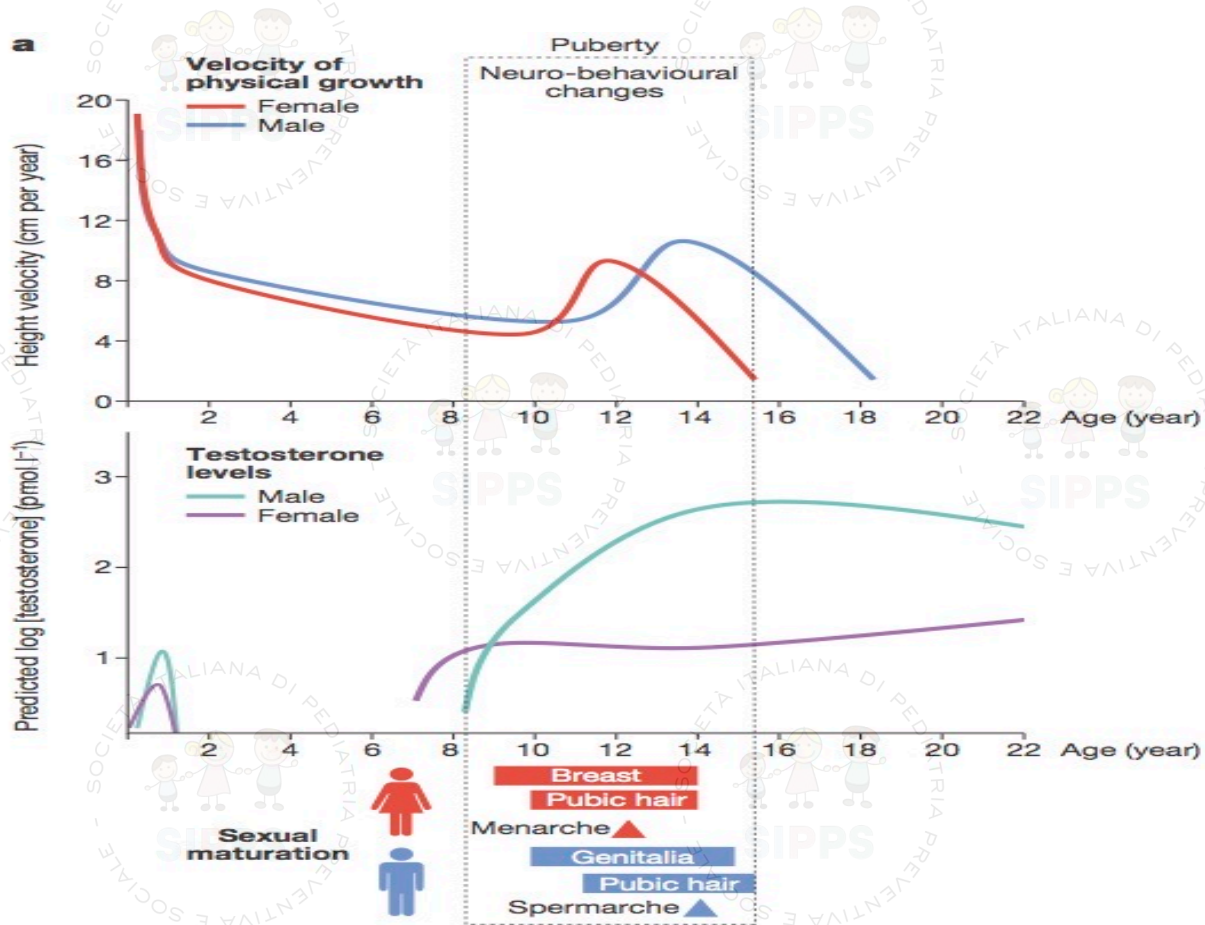 a
Puberty
Velocity of
physical growth
Female
Male
Neuro-behavioural
changes
Height velocity (cm per year)
20
16
12
8
4
0
2 4 6 8 10 12 14 16 18 20 22 Age (year)
Testosterone
levels
Male
Female
Predicted log [testosterone] (pmol l⁻¹)
3
2
1
2 4 6 8 10 12 14 16 18 20 22 Age (year)
Breast
Pubic hair
Menarche
Sexual
maturation
Genitalia
Pubic hair
Spermarche
SOCIETÀ ITALIANA DI PEDIATRIA PREVENTIVA E SOCIALE
SIPPS